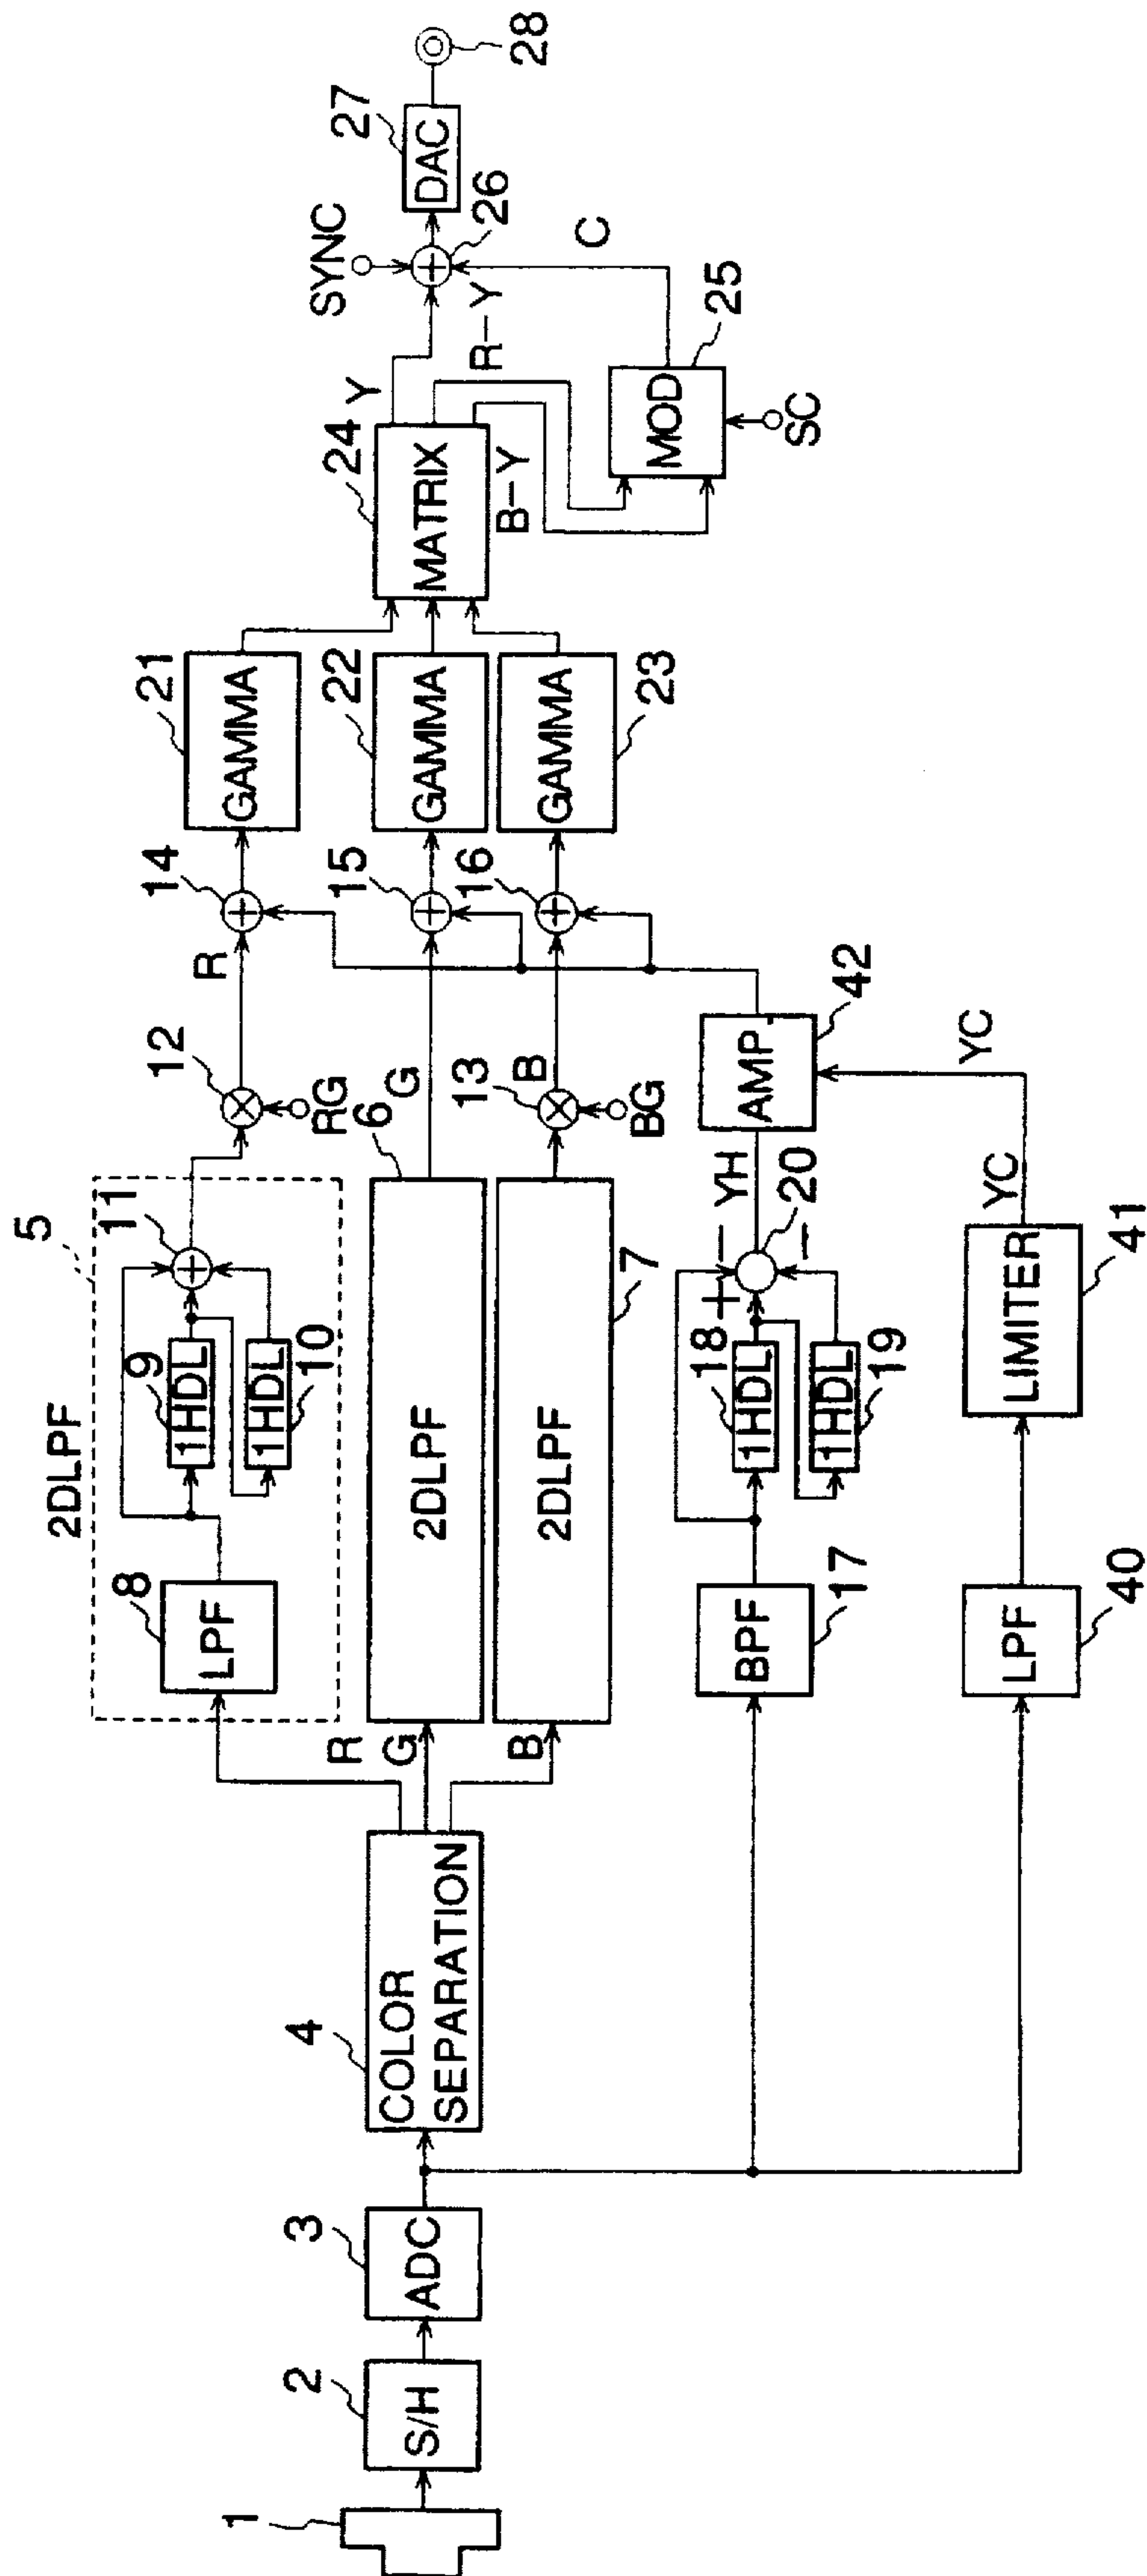 1
2
S/H
3
ADC
4
COLOR
SEPARATION
R
G
B
5
2DLPF
8
LPF
9
1HDL
10
1HDL
11
+
6
2DLPF
7
2DLPF
12
RG
R
G
13
BG
B
14
+
15
+
16
+
21
GAMMA
22
GAMMA
23
GAMMA
24
MATRIX
Y
R-Y
B-Y
25
MOD
SC
C
SYNC
26
+
27
DAC
28
17
BPF
18
1HDL
19
1HDL
20
+
−
−
YH
42
AMP.
40
LPF
41
LIMITER
YC
YC